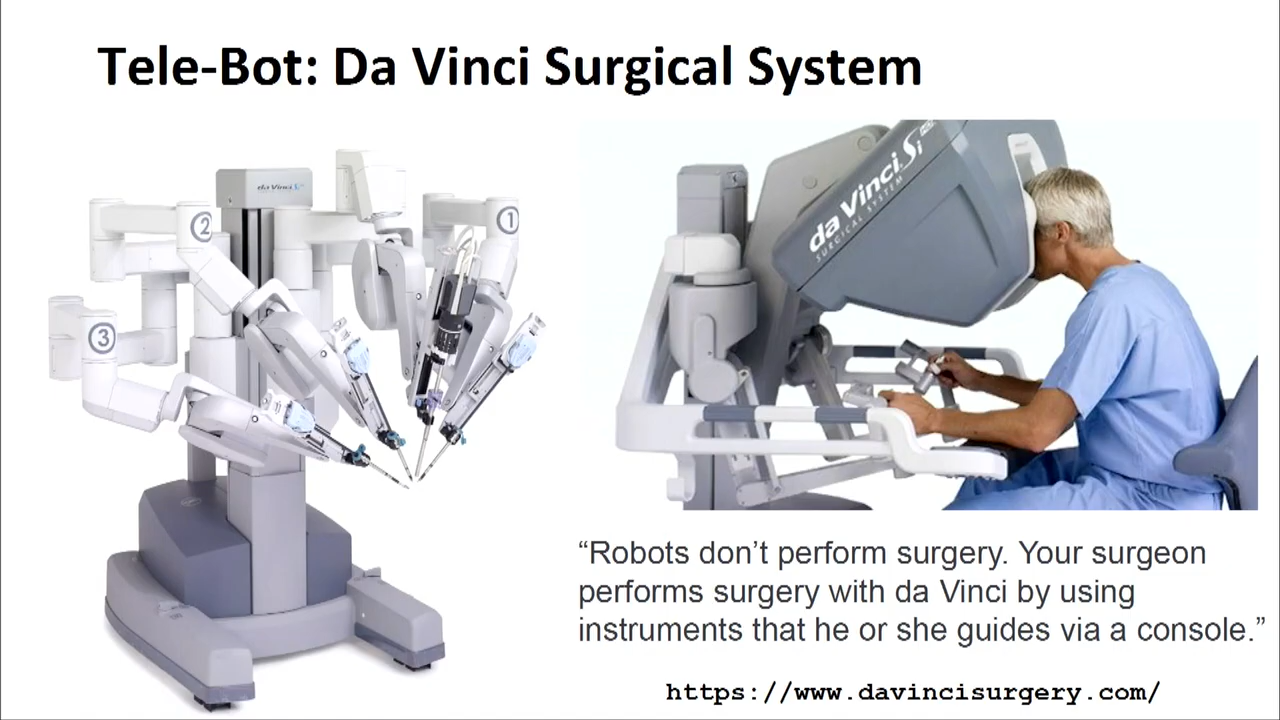 Tele-Bot: Da Vinci Surgical System
da Vinci Si
2
1
3
da Vinci Si
SURGICAL SYSTEM
“Robots don’t perform surgery. Your surgeon
performs surgery with da Vinci by using
instruments that he or she guides via a console.”
https://www.davincisurgery.com/